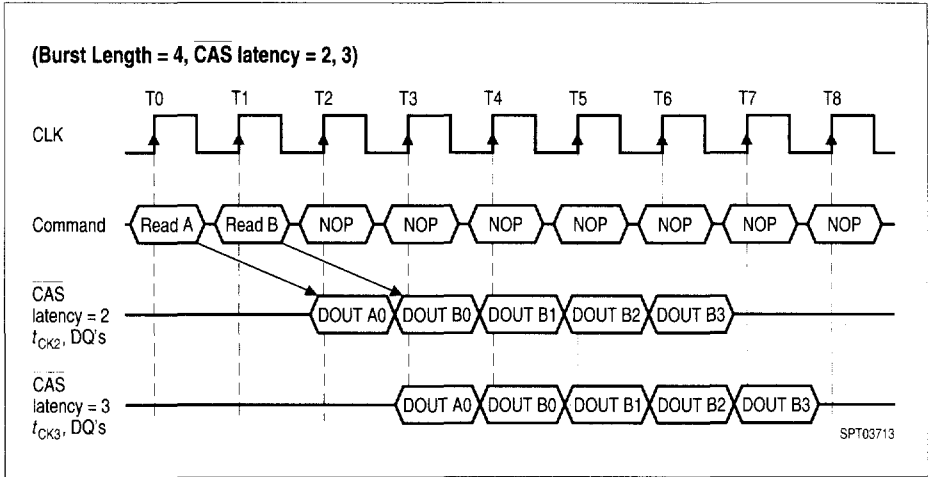 (Burst Length = 4, CAS latency = 2, 3)
T0 T1 T2 T3 T4 T5 T6 T7 T8
CLK
Command Read A Read B NOP NOP NOP NOP NOP NOP NOP
CAS
latency = 2 DOUT A0 DOUT B0 DOUT B1 DOUT B2 DOUT B3
tCK2, DQ's
CAS
latency = 3 DOUT A0 DOUT B0 DOUT B1 DOUT B2 DOUT B3
tCK3, DQ's
SPT03713